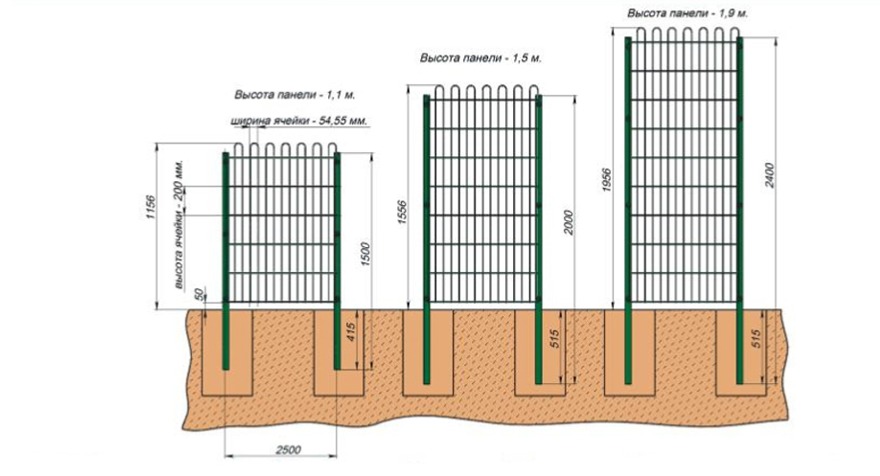 Высота панели - 1,9 м.
Высота панели - 1,5 м.
Высота панели - 1,1 м.
ширина ячейки - 54,55 мм.
1156
высота ячейки - 200 мм.
50
1500
415
2500
1556
2000
515
1956
2400
515